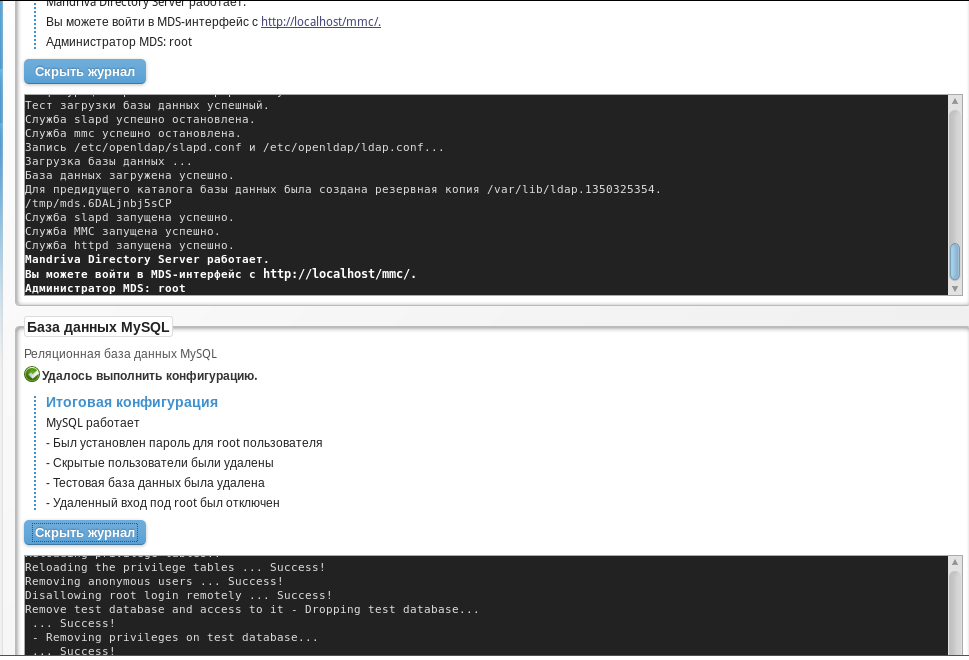 Mandriva Directory Server работает.
Вы можете войти в MDS-интерфейс с http://localhost/mmc/.
Администратор MDS: root
Скрыть журнал
Тест загрузки базы данных успешный.
Служба slapd успешно остановлена.
Служба mmc успешно остановлена.
Запись /etc/openldap/slapd.conf и /etc/openldap/ldap.conf...
Загрузка базы данных ...
База данных загружена успешно.
Для предидущего каталога базы данных была создана резервная копия /var/lib/ldap.1350325354.
/tmp/mds.6DALjnbj5sCP
Служба slapd запущена успешно.
Служба MMC запущена успешно.
Служба httpd запущена успешно.
Mandriva Directory Server работает.
Вы можете войти в MDS-интерфейс с http://localhost/mmc/.
Администратор MDS: root
База данных MySQL
Реляционная база данных MySQL
Удалось выполнить конфигурацию.
Итоговая конфигурация
MySQL работает
- Был установлен пароль для root пользователя
- Скрытые пользователи были удалены
- Тестовая база данных была удалена
- Удаленный вход под root был отключен
Скрыть журнал
Reloading the privilege tables ... Success!
Removing anonymous users ... Success!
Disallowing root login remotely ... Success!
Remove test database and access to it - Dropping test database...
... Success!
- Removing privileges on test database...
... Success!